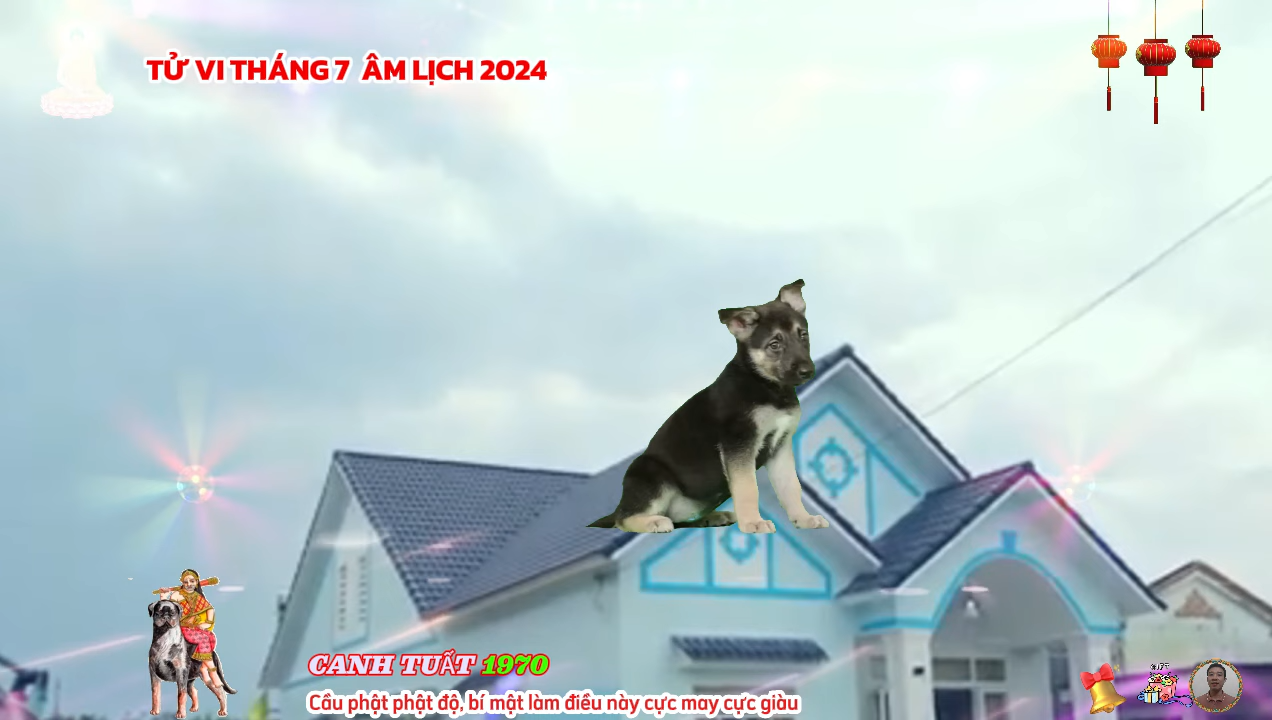 TỬ VI THÁNG 7 ÂM LỊCH 2024
CANH TUẤT 1970
Cầu phật phật độ, bí mật làm điều này cực may cực giàu
GIFT